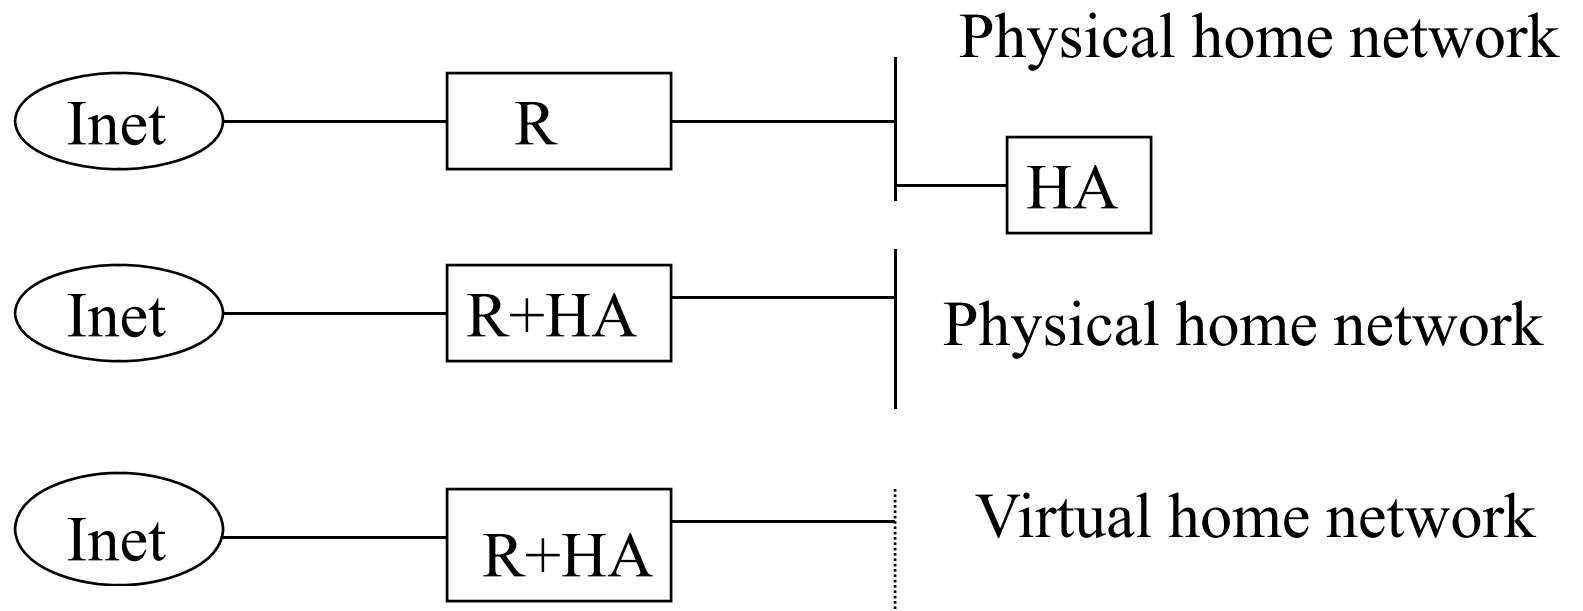 Physical home network
Inet
R
HA
Inet
R+HA
Physical home network
Inet
R+HA
Virtual home network